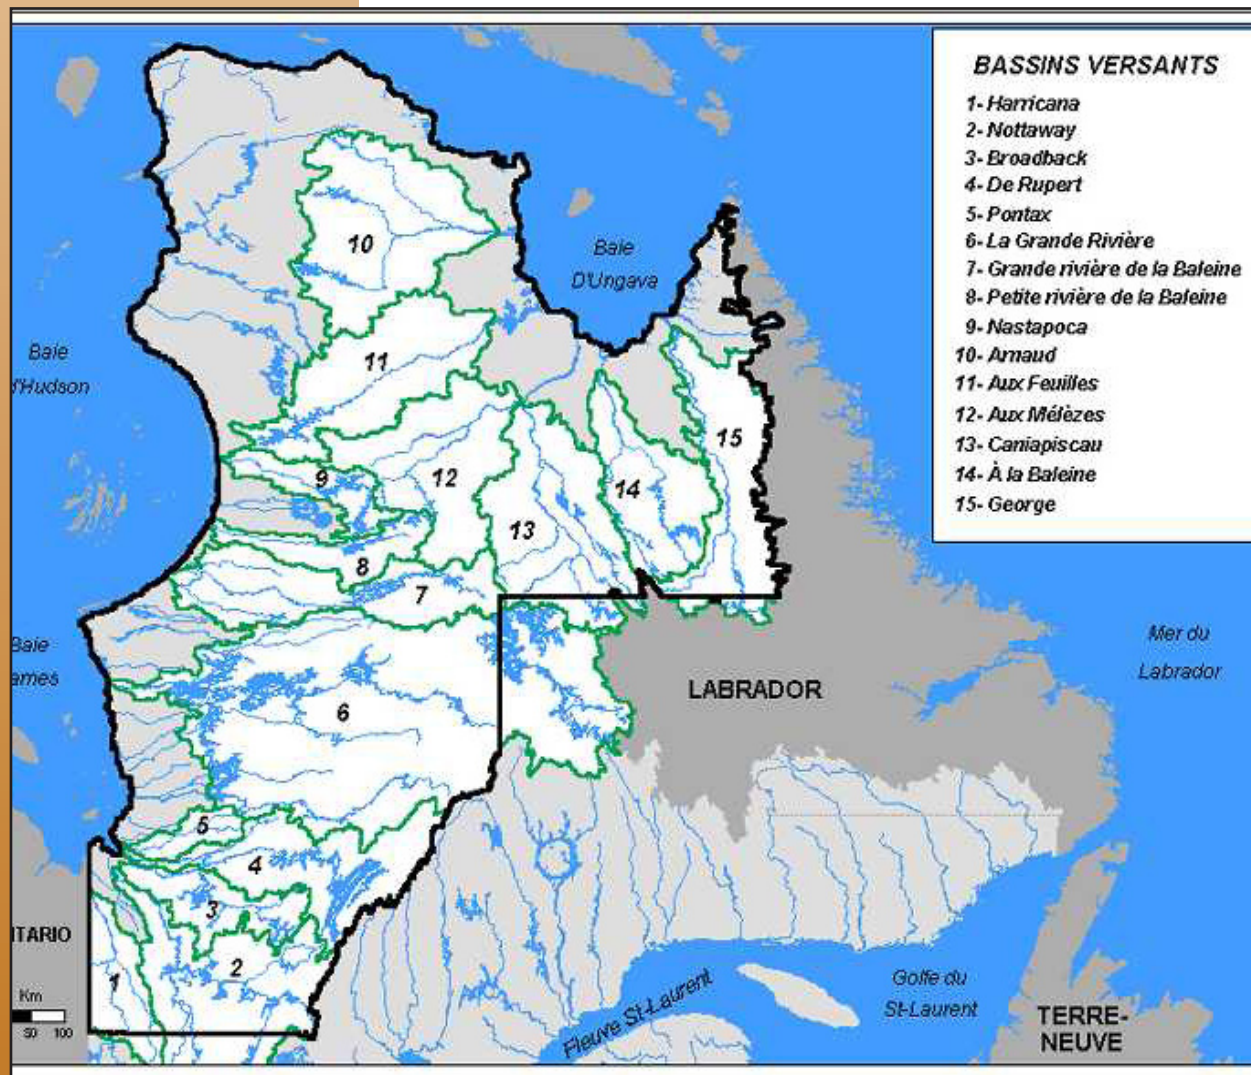 BASSINS VERSANTS
1- Harricana
2- Nottaway
3- Broadback
4- De Rupert
5- Pontax
6- La Grande Rivière
7- Grande rivière de la Baleine
8- Petite rivière de la Baleine
9- Nastapoca
10- Arnaud
11- Aux Feuilles
12- Aux Mélèzes
13- Caniapiscau
14- À la Baleine
15- George
10
Baie
D'Ungava
Baie
d'Hudson
11
15
9
12
14
13
8
7
Baie
ames
Mer du
Labrador
LABRADOR
6
5
4
3
NTARIO
2
1
Km
50 100
Golfe du
St-Laurent
Fleuve St-Laurent
TERRE-
NEUVE